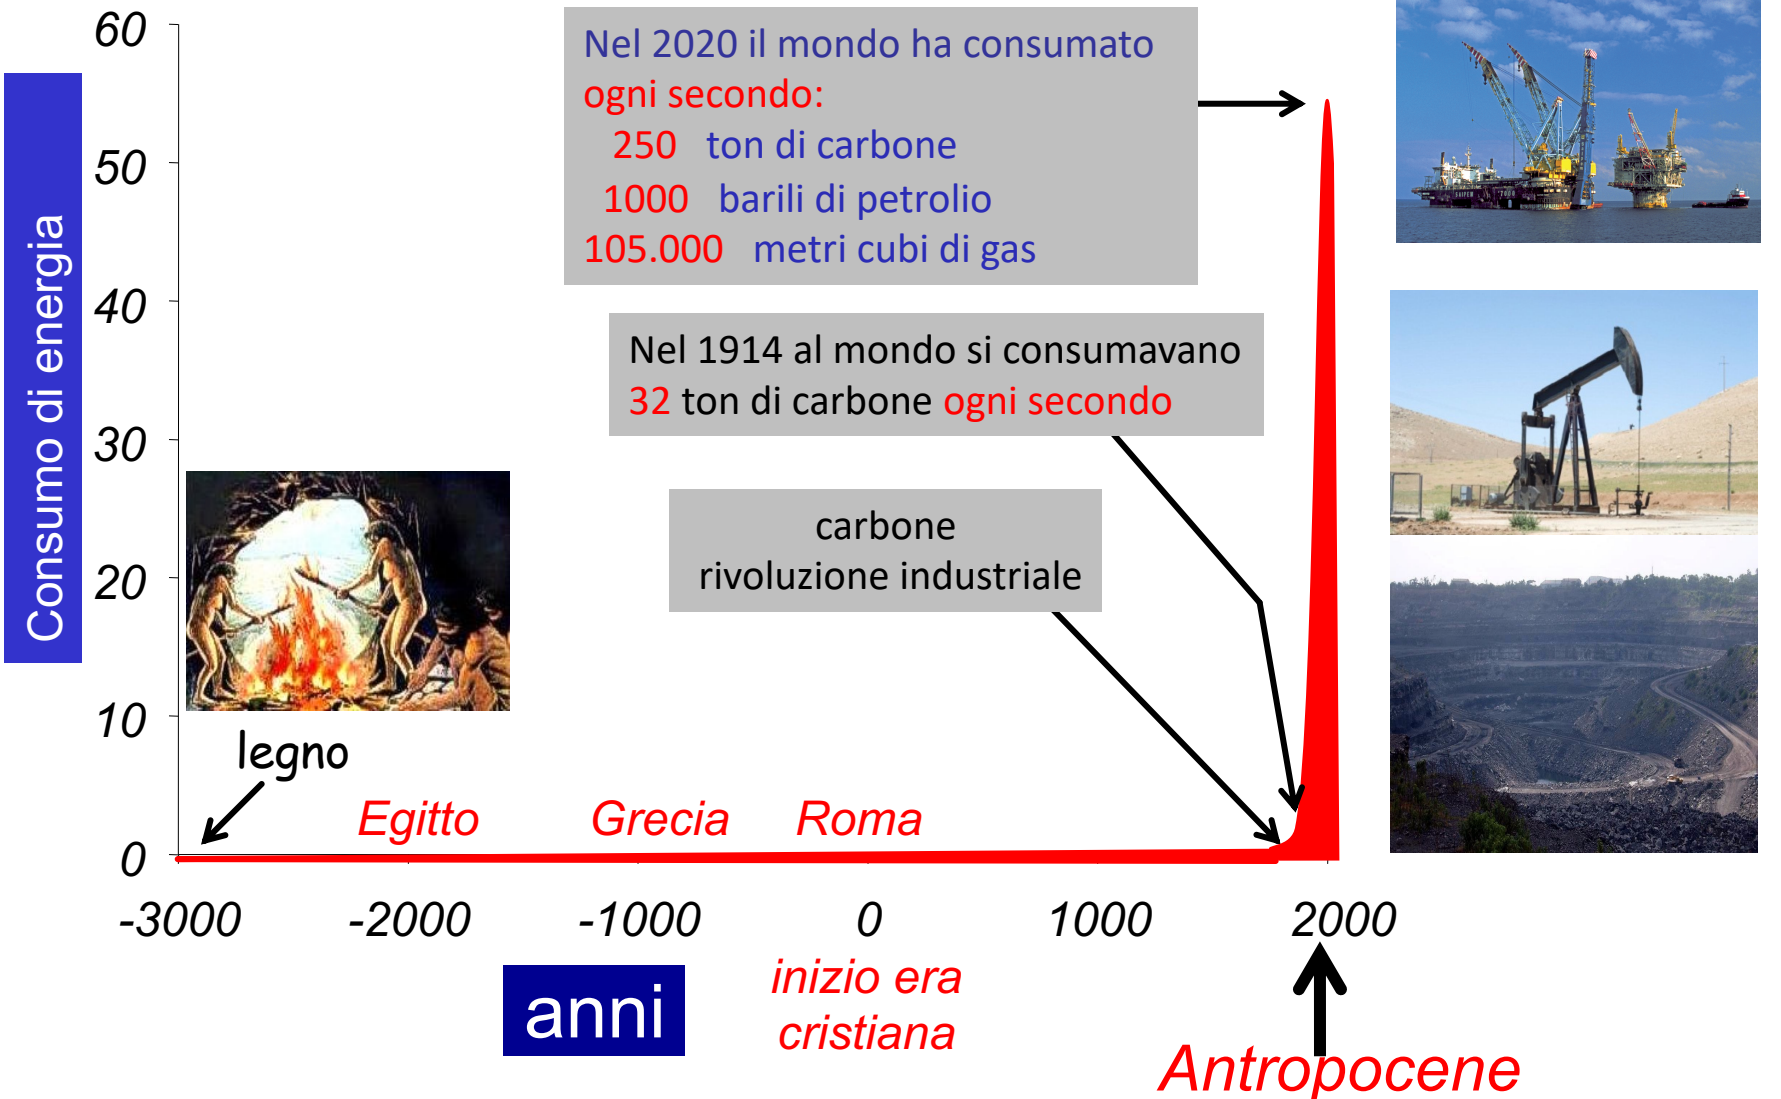 60
50
40
30
20
10
0
Consumo di energia
Nel 2020 il mondo ha consumato
ogni secondo:
250 ton di carbone
1000 barili di petrolio
105.000 metri cubi di gas
Nel 1914 al mondo si consumavano
32 ton di carbone ogni secondo
carbone
rivoluzione industriale
legno
Egitto Grecia Roma
-3000 -2000 -1000 0 1000 2000
anni
inizio era
cristiana
Antropocene